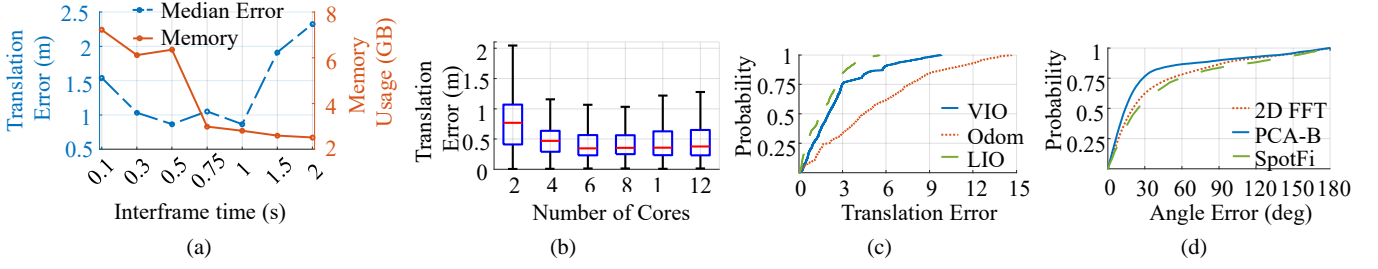 2.5
2
1.5
1
0.5
Translation
Error (m)
Median Error
Memory
8
6
4
2
Memory
Usage (GB)
0.1
0.3
0.5
0.75
1
1.5
2
Interframe time (s)
(a)
2
1.5
1
0.5
0
Translation
Error (m)
2 4 6 8 1 12
Number of Cores
(b)
1
0.75
0.5
0.25
Probability
VIO
Odom
LIO
0 3 6 9 12 15
Translation Error
(c)
1
0.75
0.5
0.25
Probability
2D FFT
PCA-B
SpotFi
0 30 60 90 120 150 180
Angle Error (deg)
(d)